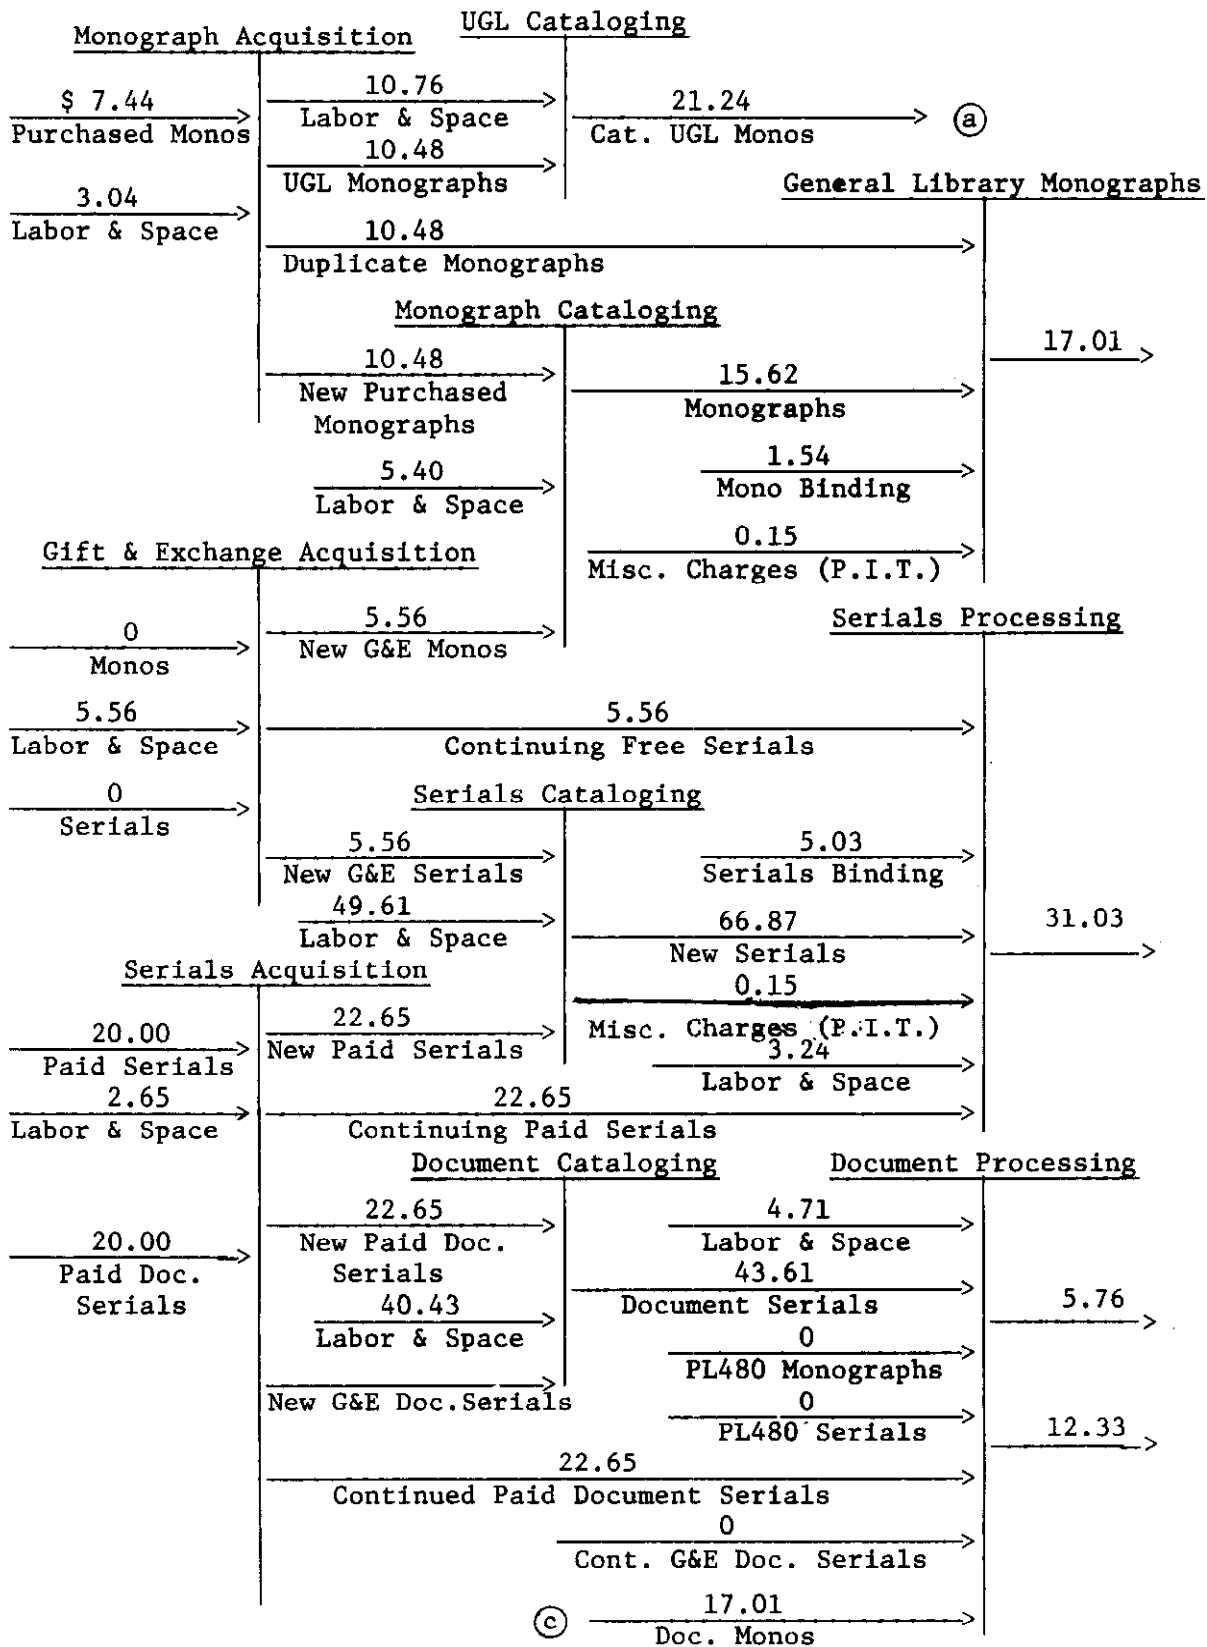 UGL Cataloging
Monograph Acquisition
$ 7.44
Purchased Monos
10.76
Labor & Space
21.24
Cat. UGL Monos
a
10.48
UGL Monographs
General Library Monographs
3.04
Labor & Space
10.48
Duplicate Monographs
Monograph Cataloging
17.01
10.48
New Purchased
Monographs
15.62
Monographs
5.40
Labor & Space
1.54
Mono Binding
0.15
Misc. Charges (P.I.T.)
Gift & Exchange Acquisition
Serials Processing
0
Monos
5.56
New G&E Monos
5.56
Labor & Space
5.56
Continuing Free Serials
0
Serials
Serials Cataloging
5.56
New G&E Serials
5.03
Serials Binding
49.61
Labor & Space
66.87
New Serials
31.03
Serials Acquisition
0.15
Misc. Charges (P.I.T.)
20.00
Paid Serials
22.65
New Paid Serials
3.24
Labor & Space
2.65
Labor & Space
22.65
Continuing Paid Serials
Document Cataloging
Document Processing
22.65
New Paid Doc.
Serials
4.71
Labor & Space
20.00
Paid Doc.
Serials
43.61
Document Serials
5.76
40.43
Labor & Space
0
PL480 Monographs
New G&E Doc.Serials
0
PL480 Serials
12.33
22.65
Continued Paid Document Serials
0
Cont. G&E Doc. Serials
c
17.01
Doc. Monos